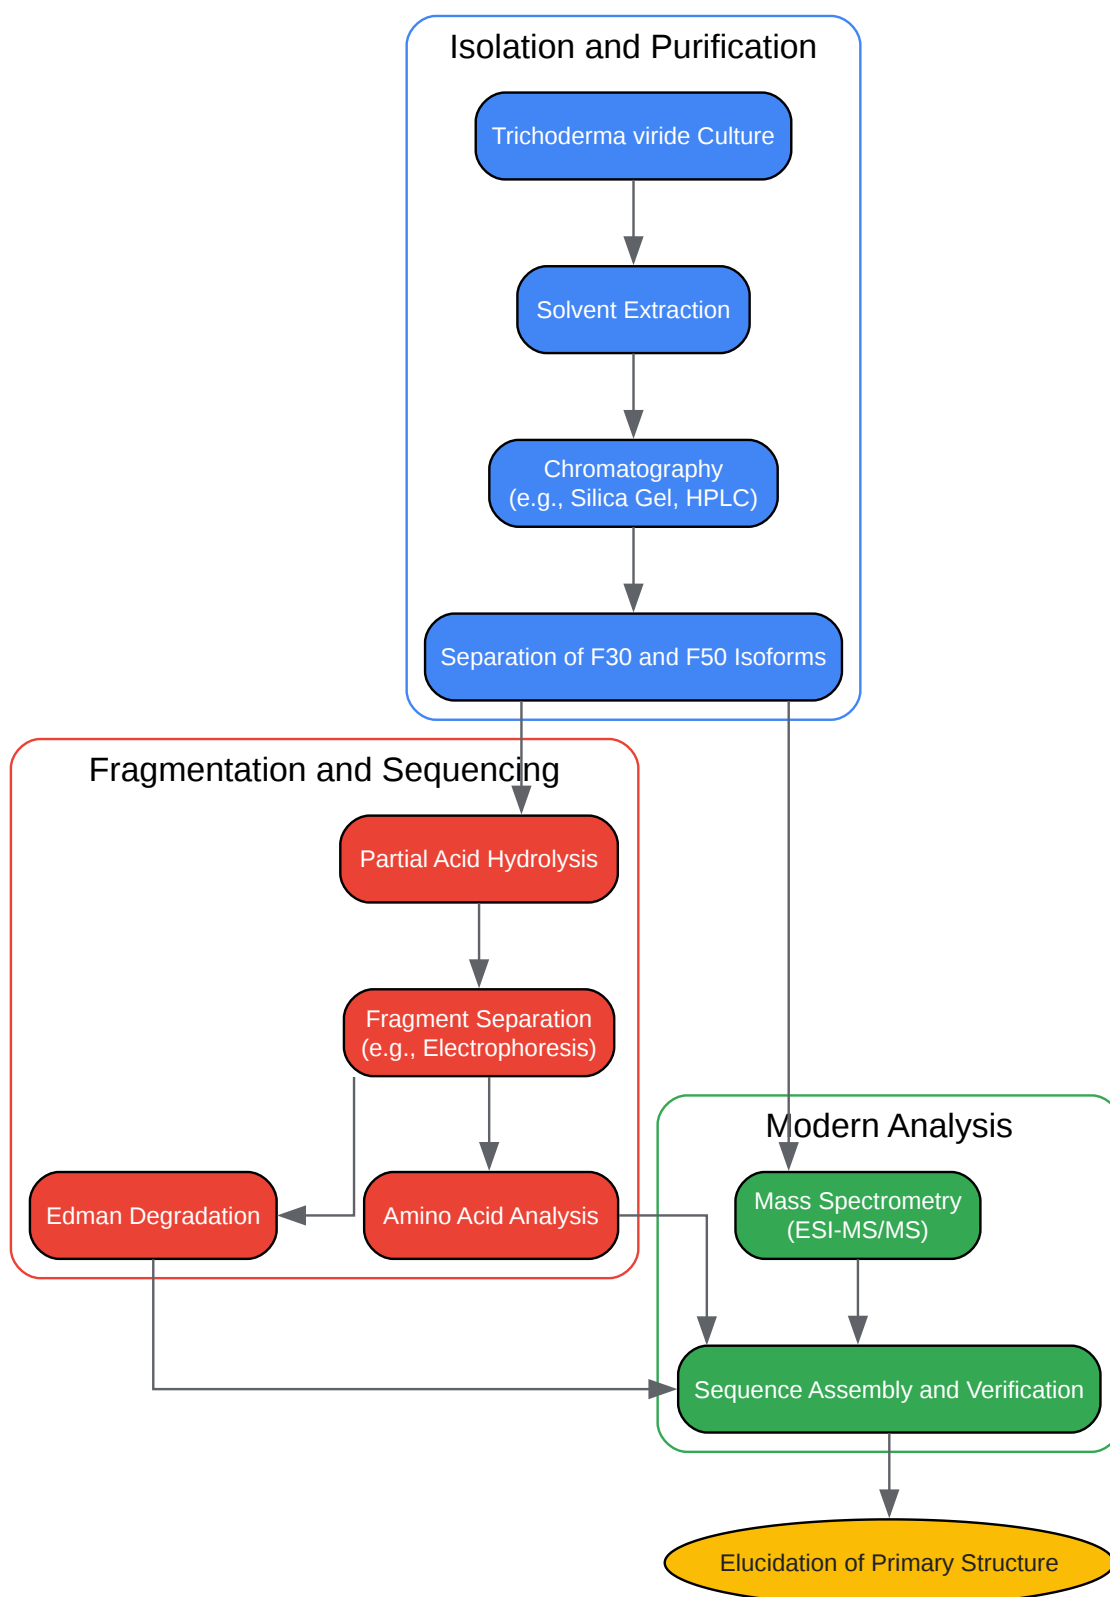 Isolation and Purification
Trichoderma viride Culture
Solvent Extraction
Chromatography
(e.g., Silica Gel, HPLC)
Separation of F30 and F50 Isoforms
Fragmentation and Sequencing
Partial Acid Hydrolysis
Fragment Separation
(e.g., Electrophoresis)
Edman Degradation
Amino Acid Analysis
Modern Analysis
Mass Spectrometry
(ESI-MS/MS)
Sequence Assembly and Verification
Elucidation of Primary Structure